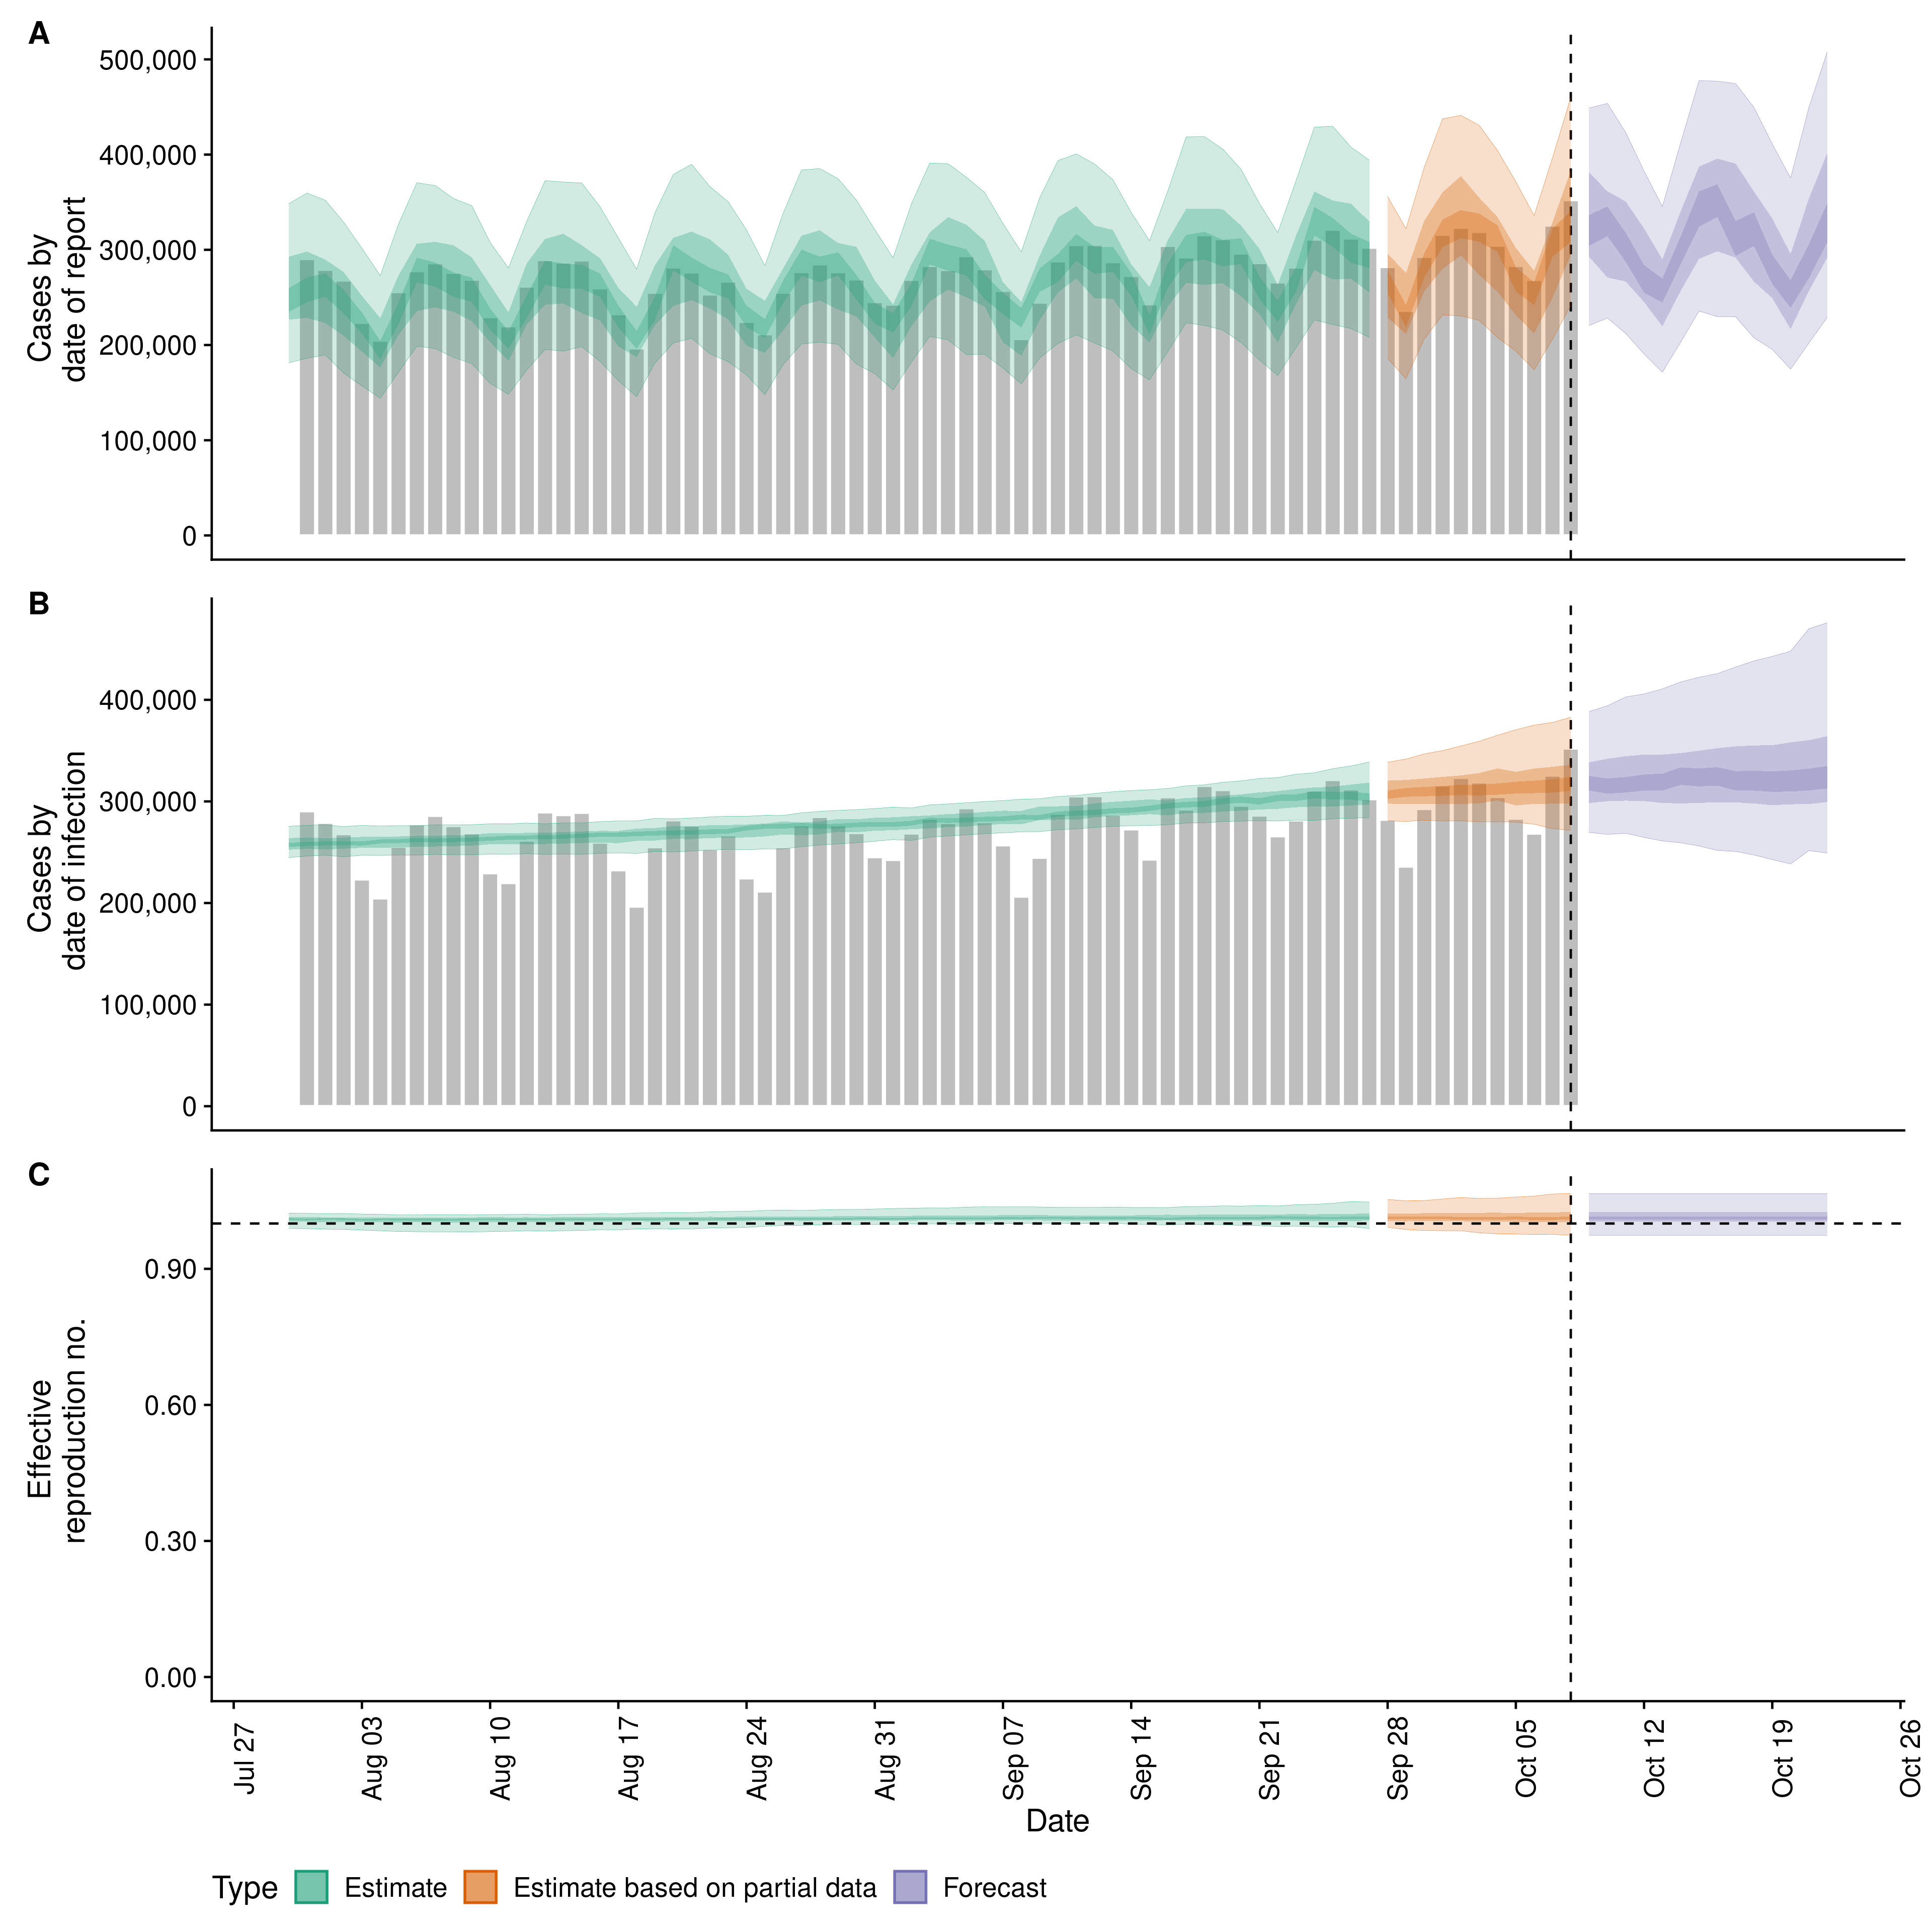 A
500,000
400,000
300,000
200,000
100,000
0
Cases by
date of report
B
400,000
300,000
200,000
100,000
0
Cases by
date of infection
C
0.90
0.60
0.30
0.00
Effective
reproduction no.
Jul 27
Aug 03
Aug 10
Aug 17
Aug 24
Aug 31
Sep 07
Sep 14
Sep 21
Sep 28
Oct 05
Oct 12
Oct 19
Oct 26
Date
Type Estimate Estimate based on partial data Forecast